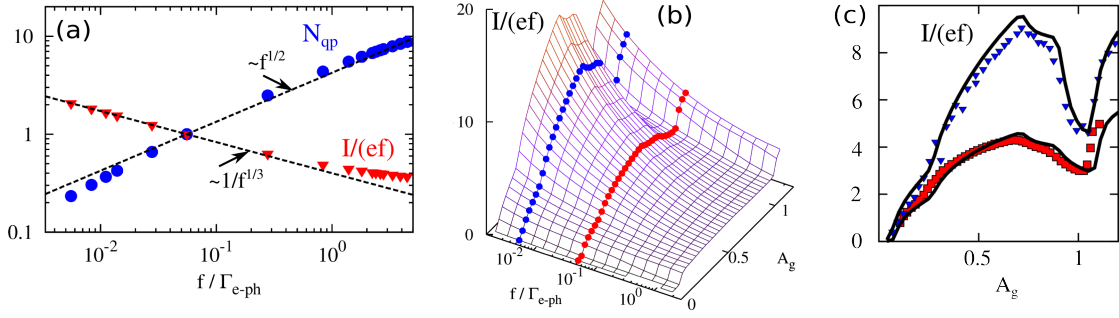 (a)
N_qp
~f^1/2
I/(ef)
~1/f^1/3
10
1
0.1
10^-2
10^-1
10^0
f / Γ_e-ph
(b)
I/(ef)
20
10
0
10^-2
10^-1
10^0
f / Γ_e-ph
0
0.5
1
A_g
(c)
I/(ef)
8
6
4
2
0
0.5
1
A_g